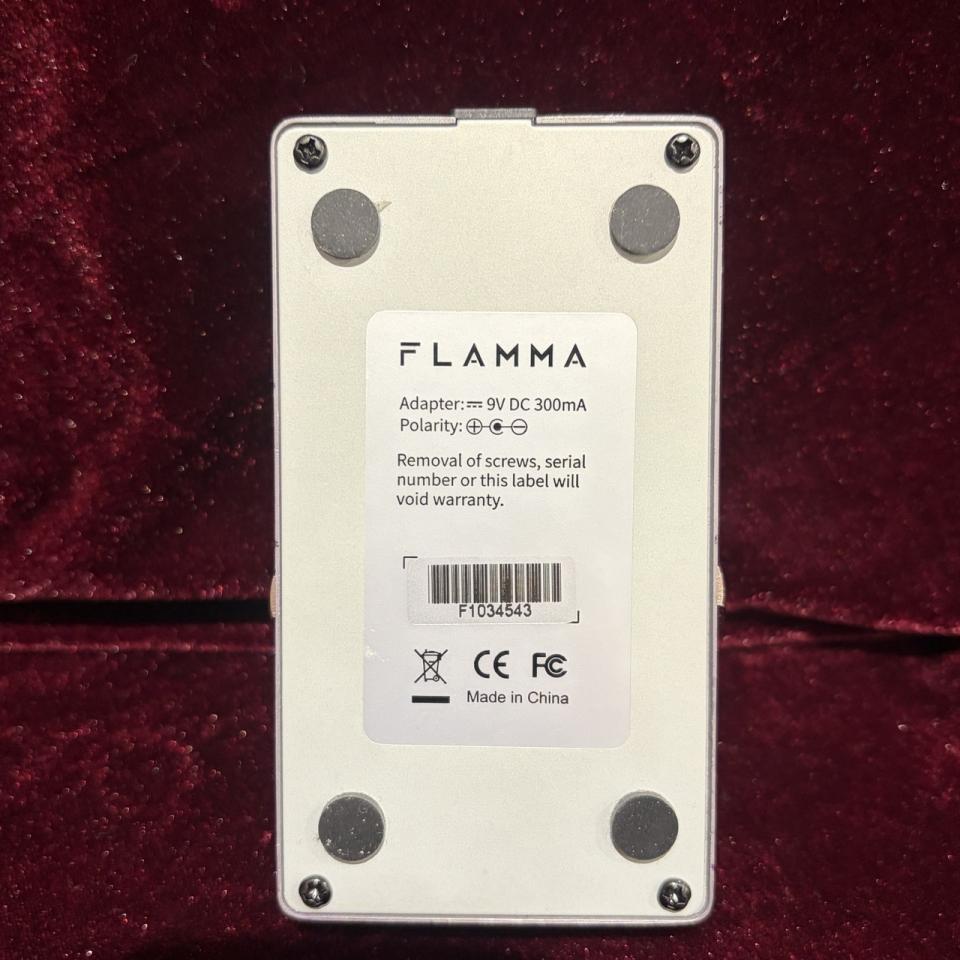 FLAMMA
Adapter: ⎓ 9V DC 300mA
Polarity:
Removal of screws, serial
number or this label will
void warranty.
F1034543
CE FC
Made in China